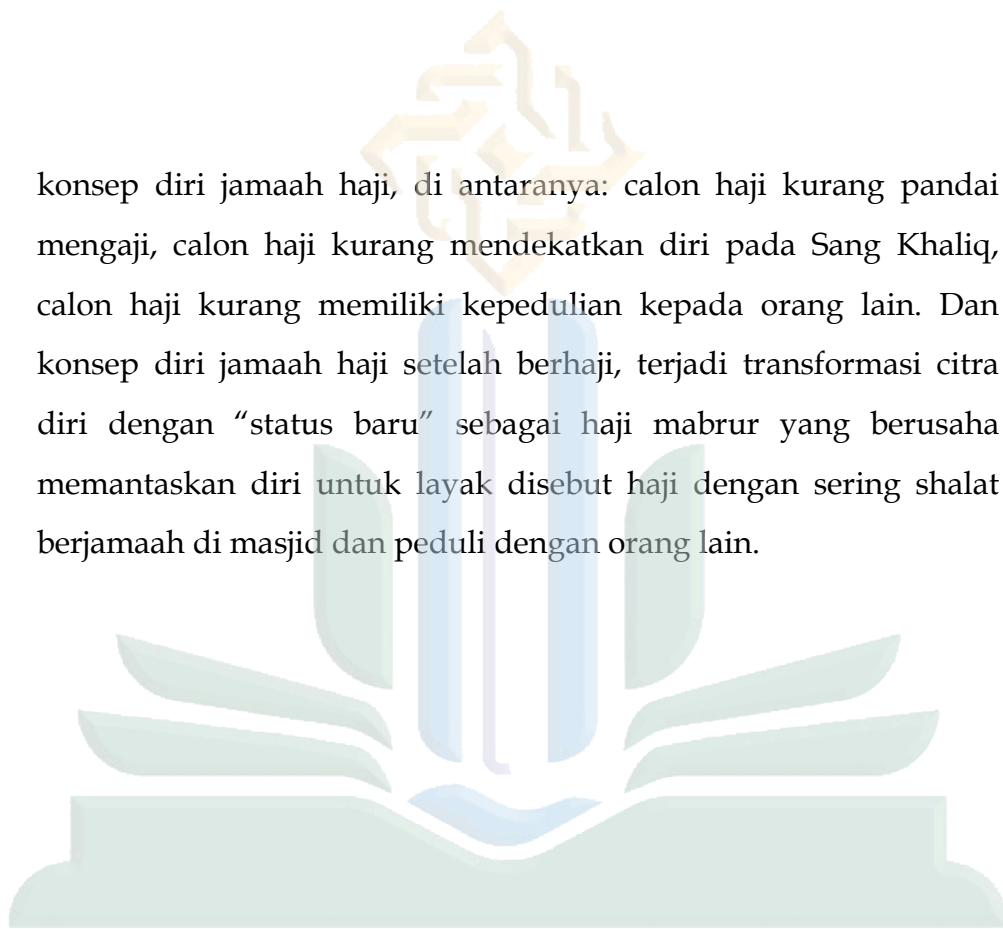 konsep diri jamaah haji, di antaranya: calon haji kurang pandai
mengaji, calon haji kurang mendekatkan diri pada Sang Khaliq,
calon haji kurang memiliki kepedulian kepada orang lain. Dan
konsep diri jamaah haji setelah berhaji, terjadi transformasi citra
diri dengan “status baru” sebagai haji mabrur yang berusaha
memantaskan diri untuk layak disebut haji dengan sering shalat
berjamaah di masjid dan peduli dengan orang lain.